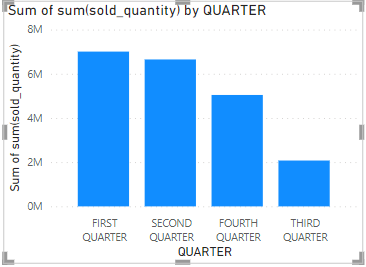 Sum of sum(sold_quantity) by QUARTER
Sum of sum(sold_quantity)
8M
6M
4M
2M
0M
FIRST
QUARTER
SECOND
QUARTER
FOURTH
QUARTER
THIRD
QUARTER
QUARTER